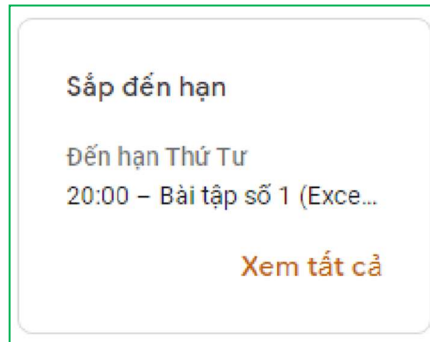 Sắp đến hạn
Đến hạn Thứ Tư
20:00 – Bài tập số 1 (Exce...
Xem tất cả